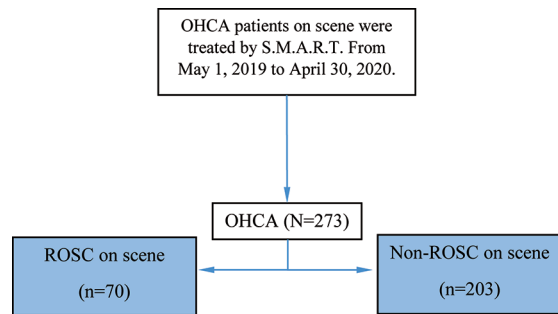 OHCA patients on scene were
treated by S.M.A.R.T. From
May 1, 2019 to April 30, 2020.
OHCA (N=273)
ROSC on scene
(n=70)
Non-ROSC on scene
(n=203)